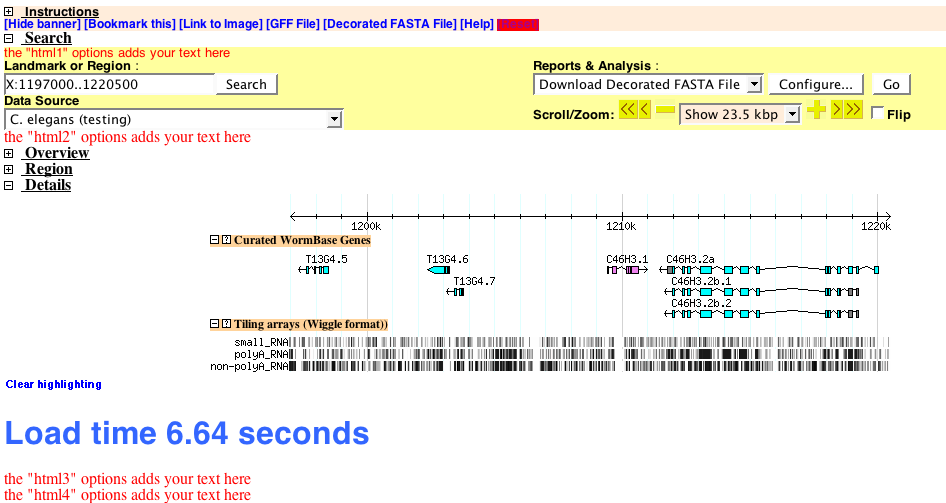 Instructions
[Hide banner] [Bookmark this] [Link to Image] [GFF File] [Decorated FASTA File] [Help] [Reset]
Search
the "html1" options adds your text here
Landmark or Region :
Reports & Analysis :
X:1197000..1220500 Search
Download Decorated FASTA File Configure... Go
Data Source
C. elegans (testing)
Scroll/Zoom: << < Show 23.5 kbp > >> Flip
the "html2" options adds your text here
Overview
Region
Details
1200k 1210k 1220k
? Curated WormBase Genes
T13G4.5 T13G4.6 C46H3.1 C46H3.2a
T13G4.7 C46H3.2b.1
C46H3.2b.2
? Tiling arrays (Wiggle format))
small_RNA
polyA_RNA
non-polyA_RNA
Clear highlighting
Load time 6.64 seconds
the "html3" options adds your text here
the "html4" options adds your text here